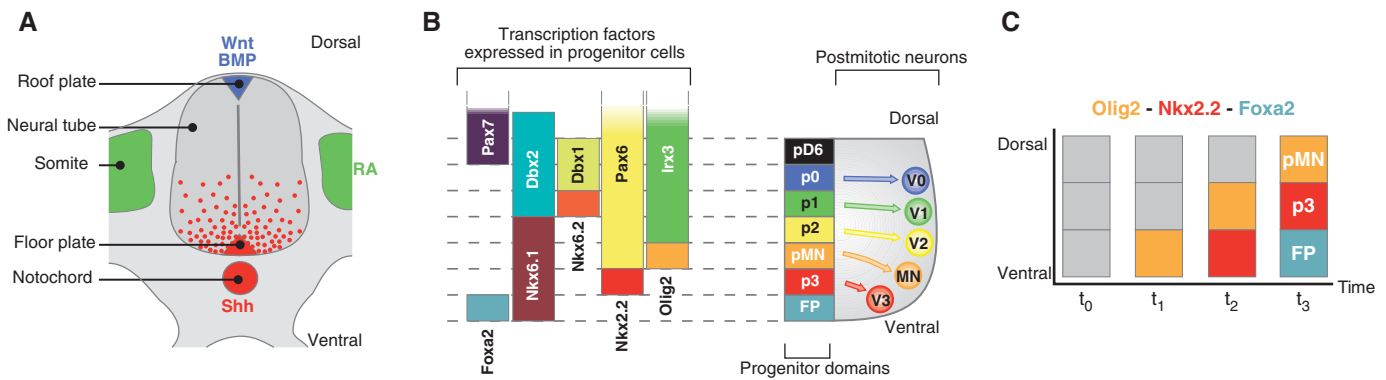 A
Wnt
BMP
Dorsal
Roof plate
Neural tube
Somite
RA
Floor plate
Notochord
Shh
Ventral
B
Transcription factors
expressed in progenitor cells
Postmitotic neurons
Dorsal
Pax7
Dbx2
Dbx1
Pax6
Irx3
Nkx6.1
Nkx6.2
Foxa2
Nkx2.2
Olig2
pD6
p0
p1
p2
pMN
p3
FP
V0
V1
V2
MN
V3
Ventral
Progenitor domains
C
Olig2 - Nkx2.2 - Foxa2
Dorsal
pMN
p3
FP
Ventral
Time
t0 t1 t2 t3